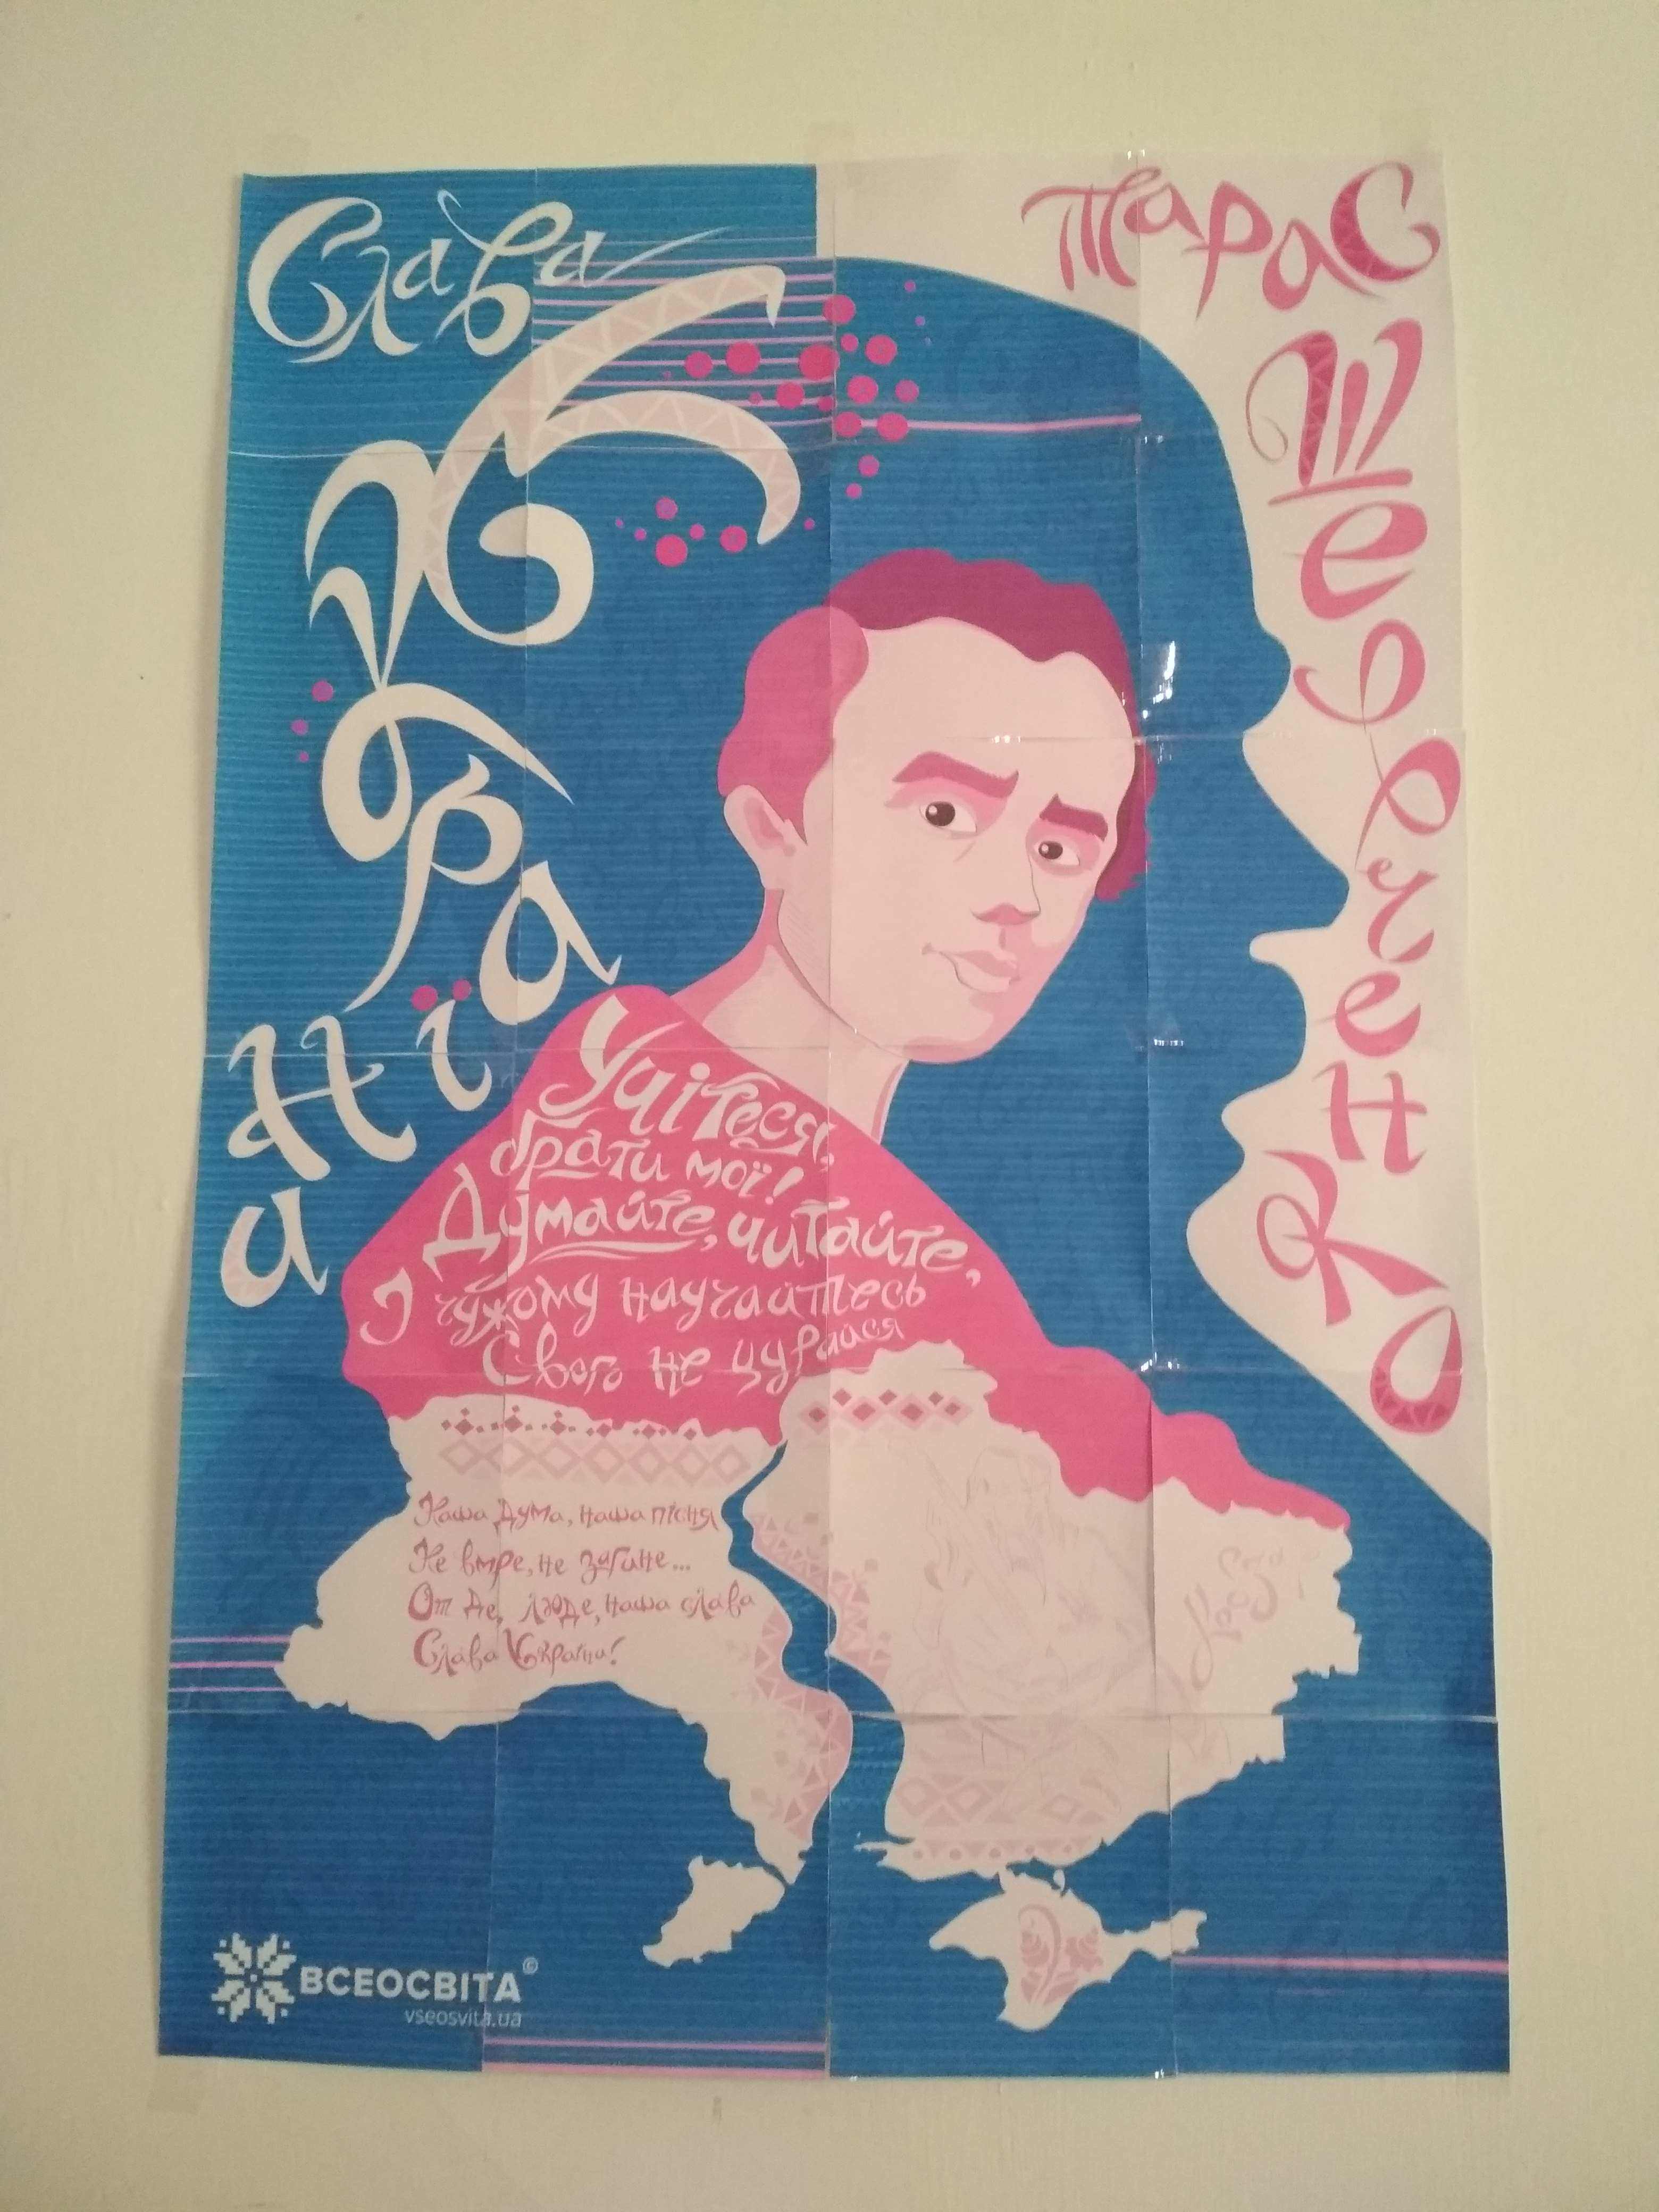 Слава
Україна
и
Тарас
Шевченко
Учітеся,
брати мої!
Думайте, читайте,
І чужому научайтесь
Свого не цурайся
Наша дума, наша пісня
Не вмре, не загине...
От де, люде, наша слава
Слава України!
ВСЕОСВІТА©
vseosvita.ua